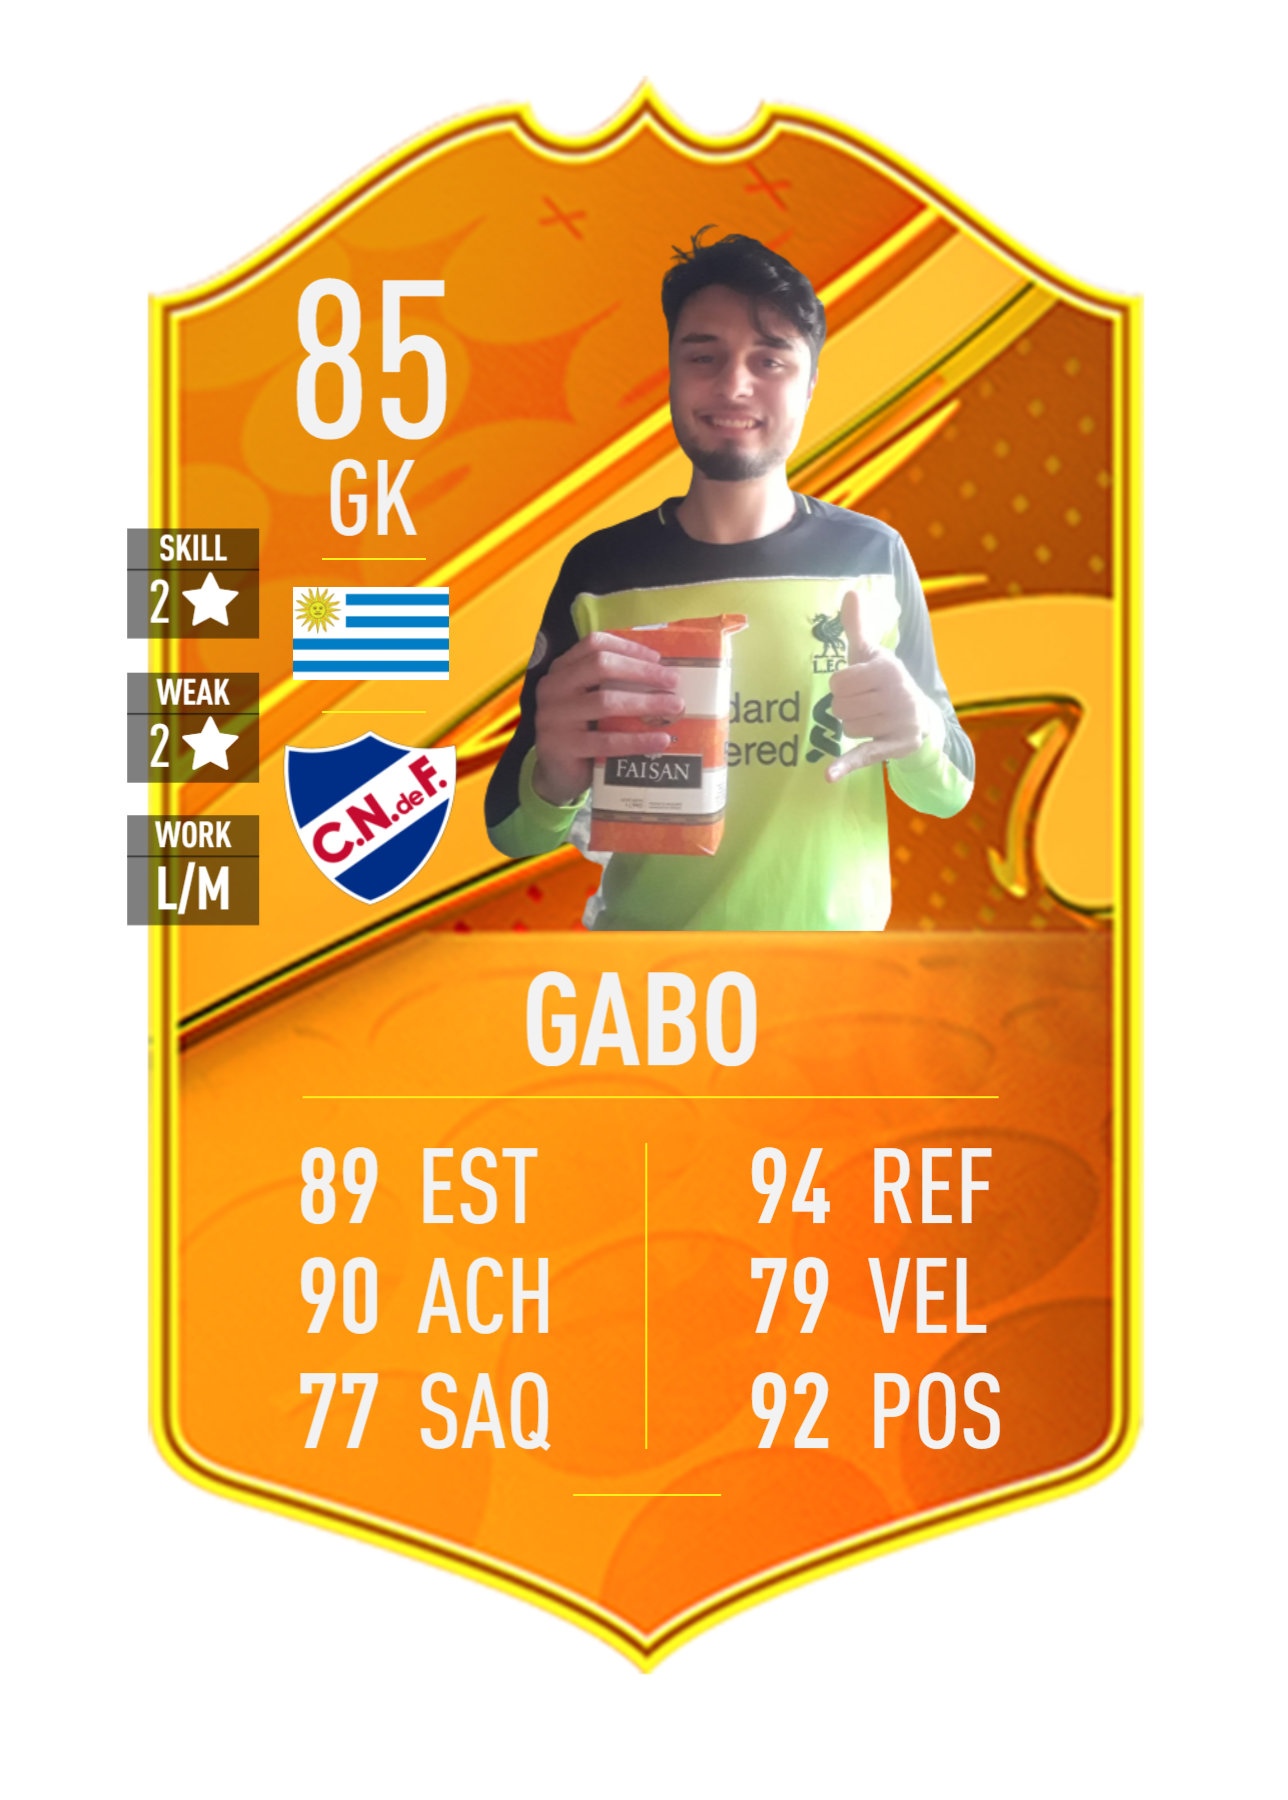 85
GK
SKILL
2
WEAK
2
WORK
L/M
C.N.deF.
L.F.C
dard
ered
FAISAN
GABO
89 EST
94 REF
90 ACH
79 VEL
77 SAQ
92 POS